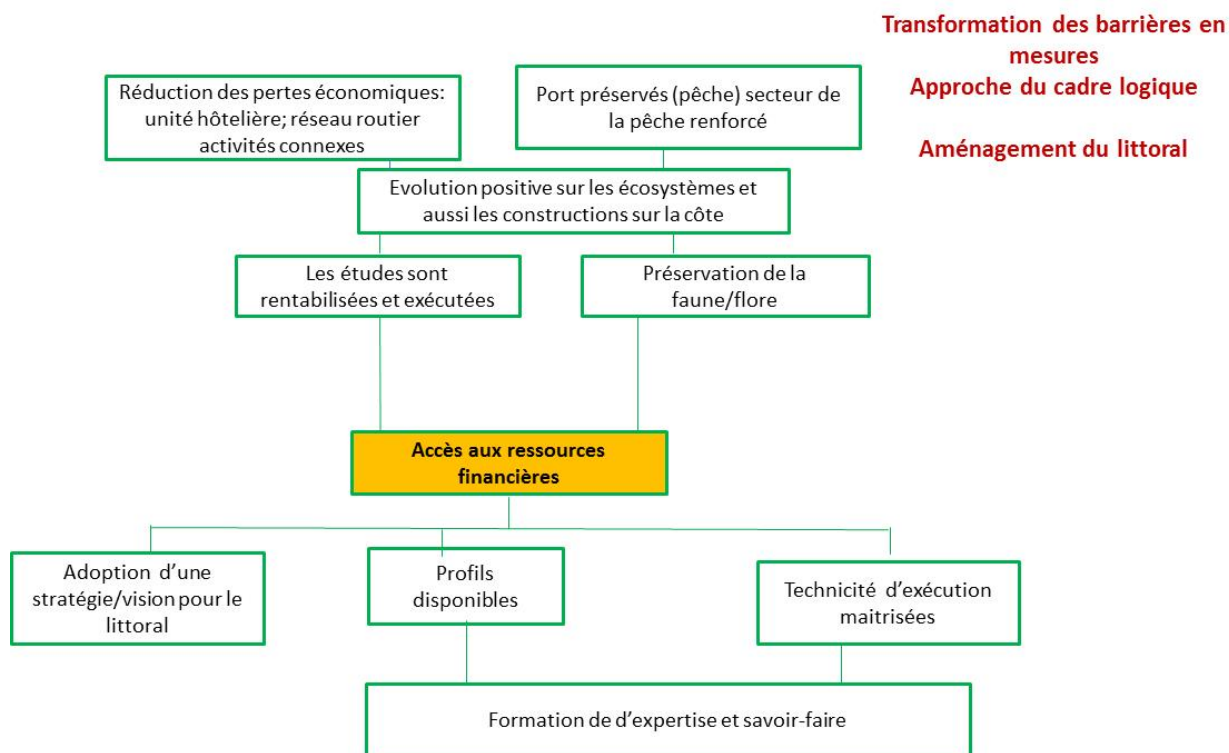 Transformation des barrières en
mesures
Approche du cadre logique
Aménagement du littoral
Réduction des pertes économiques:
unité hôtelière; réseau routier
activités connexes
Port préservés (pêche) secteur de
la pêche renforcé
Evolution positive sur les écosystèmes et
aussi les constructions sur la côte
Les études sont
rentabilisées et exécutées
Préservation de la
faune/flore
Accès aux ressources
financières
Adoption d’une
stratégie/vision pour le
littoral
Profils
disponibles
Technicité d’exécution
maitrisées
Formation de d’expertise et savoir-faire